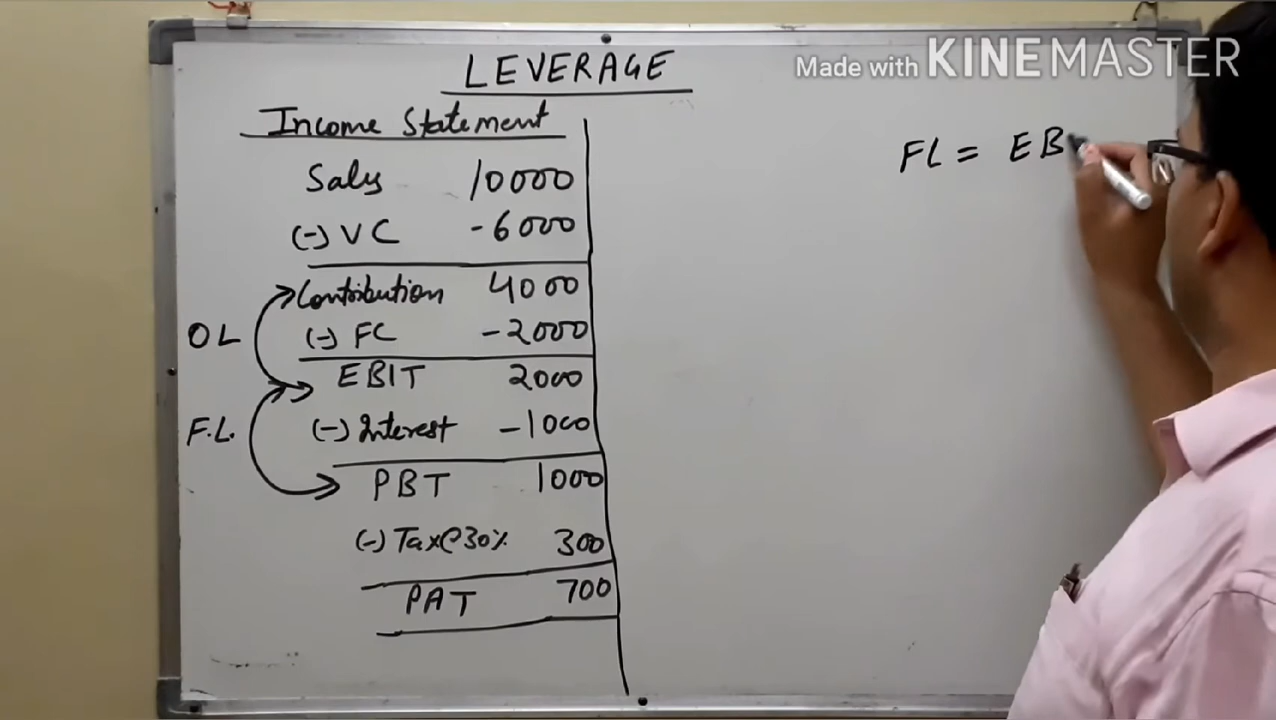 LEVERAGE
Made with KINEMASTER
Income Statement
FL = EB
Sales 10000
(-) VC -6000
Contribution 4000
OL
(-) FC -2000
EBIT 2000
F.L.
(-) Interest -1000
PBT 1000
(-) Tax@30% 300
PAT 700